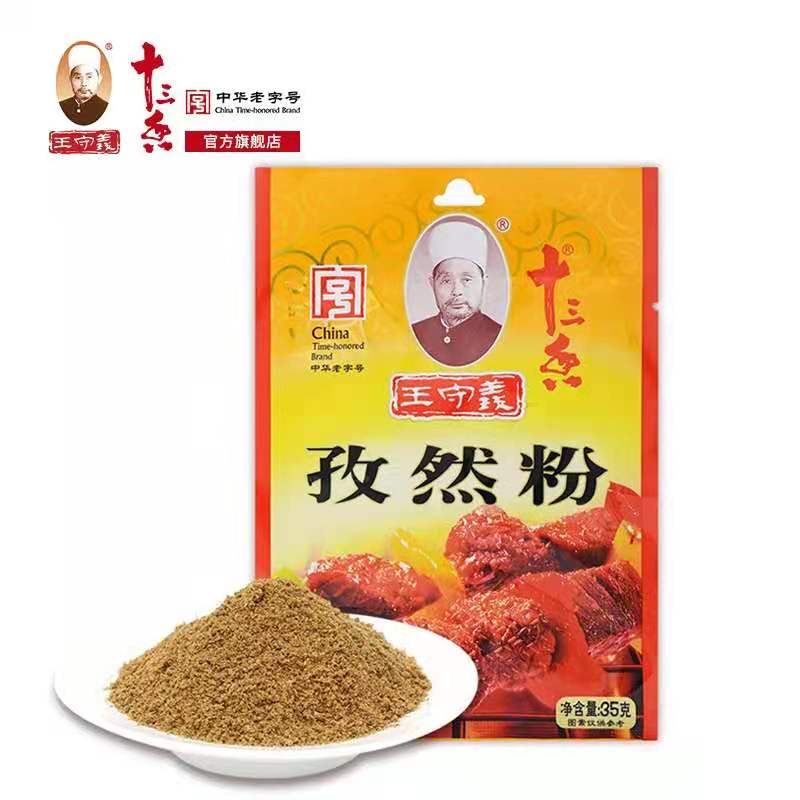 ®
十三香
王守義
号
中华老字号
China Time-honored Brand
官方旗舰店
®
®
十三香
号
China
Time-honored
Brand
中华老字号
王守義
孜然粉
净含量:35克
图案仅供参考